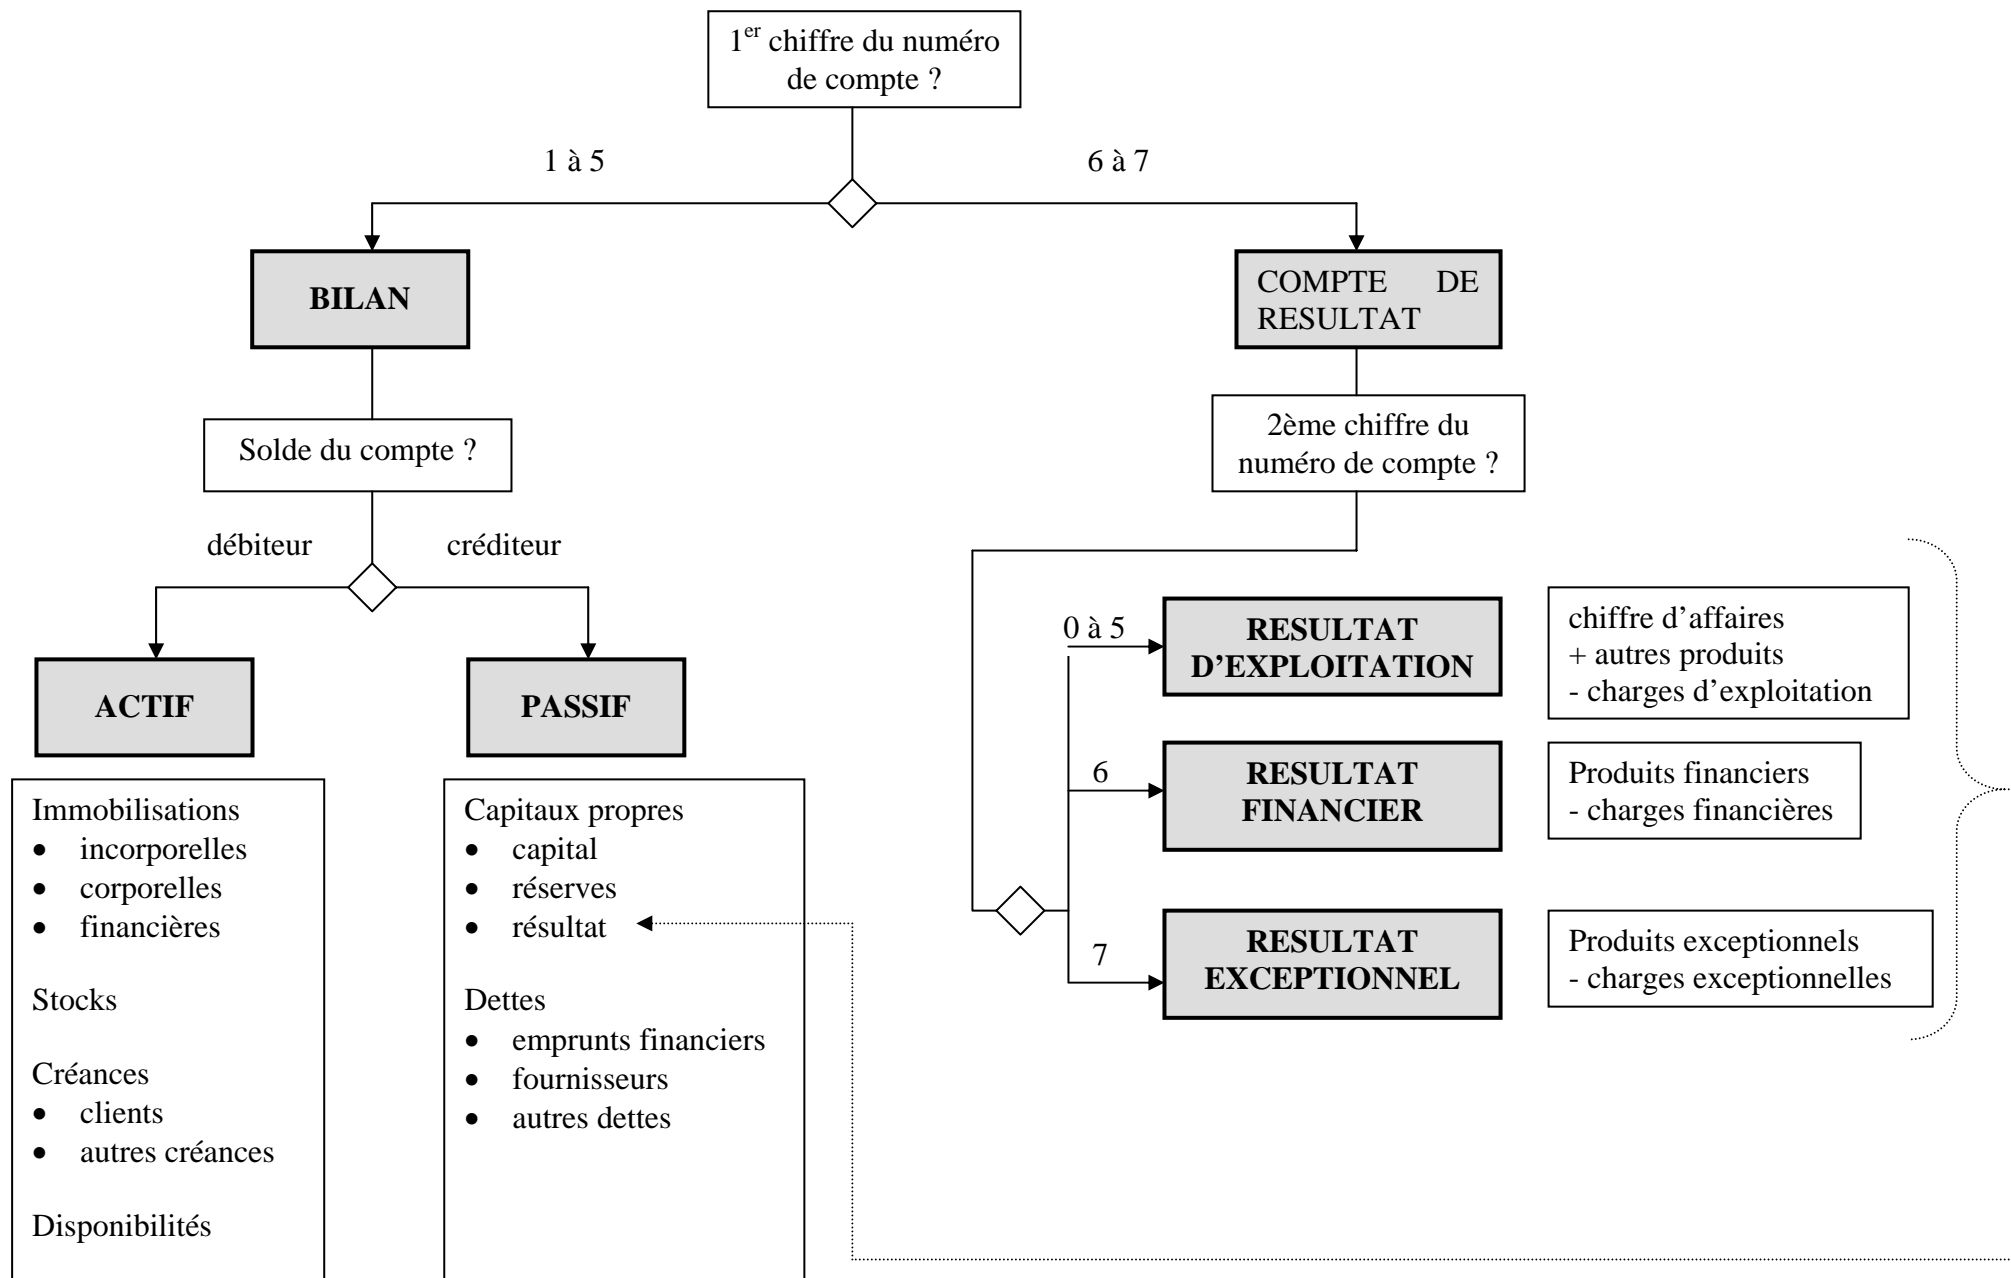 1er chiffre du numéro
de compte ?
1 à 5
6 à 7
BILAN
COMPTE DE
RESULTAT
Solde du compte ?
2ème chiffre du
numéro de compte ?
débiteur
créditeur
ACTIF
PASSIF
0 à 5
RESULTAT
D’EXPLOITATION
chiffre d’affaires
+ autres produits
- charges d’exploitation
6
RESULTAT
FINANCIER
Produits financiers
- charges financières
7
RESULTAT
EXCEPTIONNEL
Produits exceptionnels
- charges exceptionnelles
Immobilisations
• incorporelles
• corporelles
• financières
Stocks
Créances
• clients
• autres créances
Disponibilités
Capitaux propres
• capital
• réserves
• résultat
Dettes
• emprunts financiers
• fournisseurs
• autres dettes